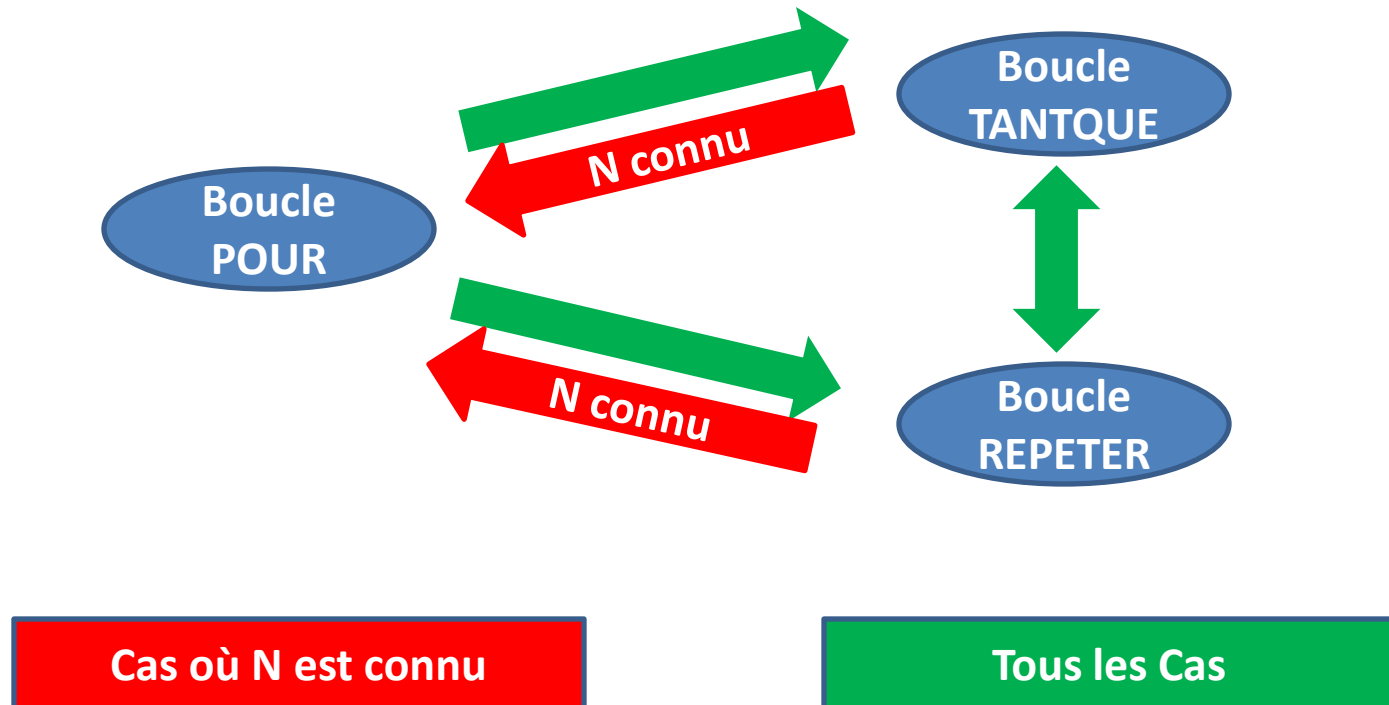 Boucle
TANTQUE
N connu
Boucle
POUR
N connu
Boucle
REPETER
Cas où N est connu
Tous les Cas